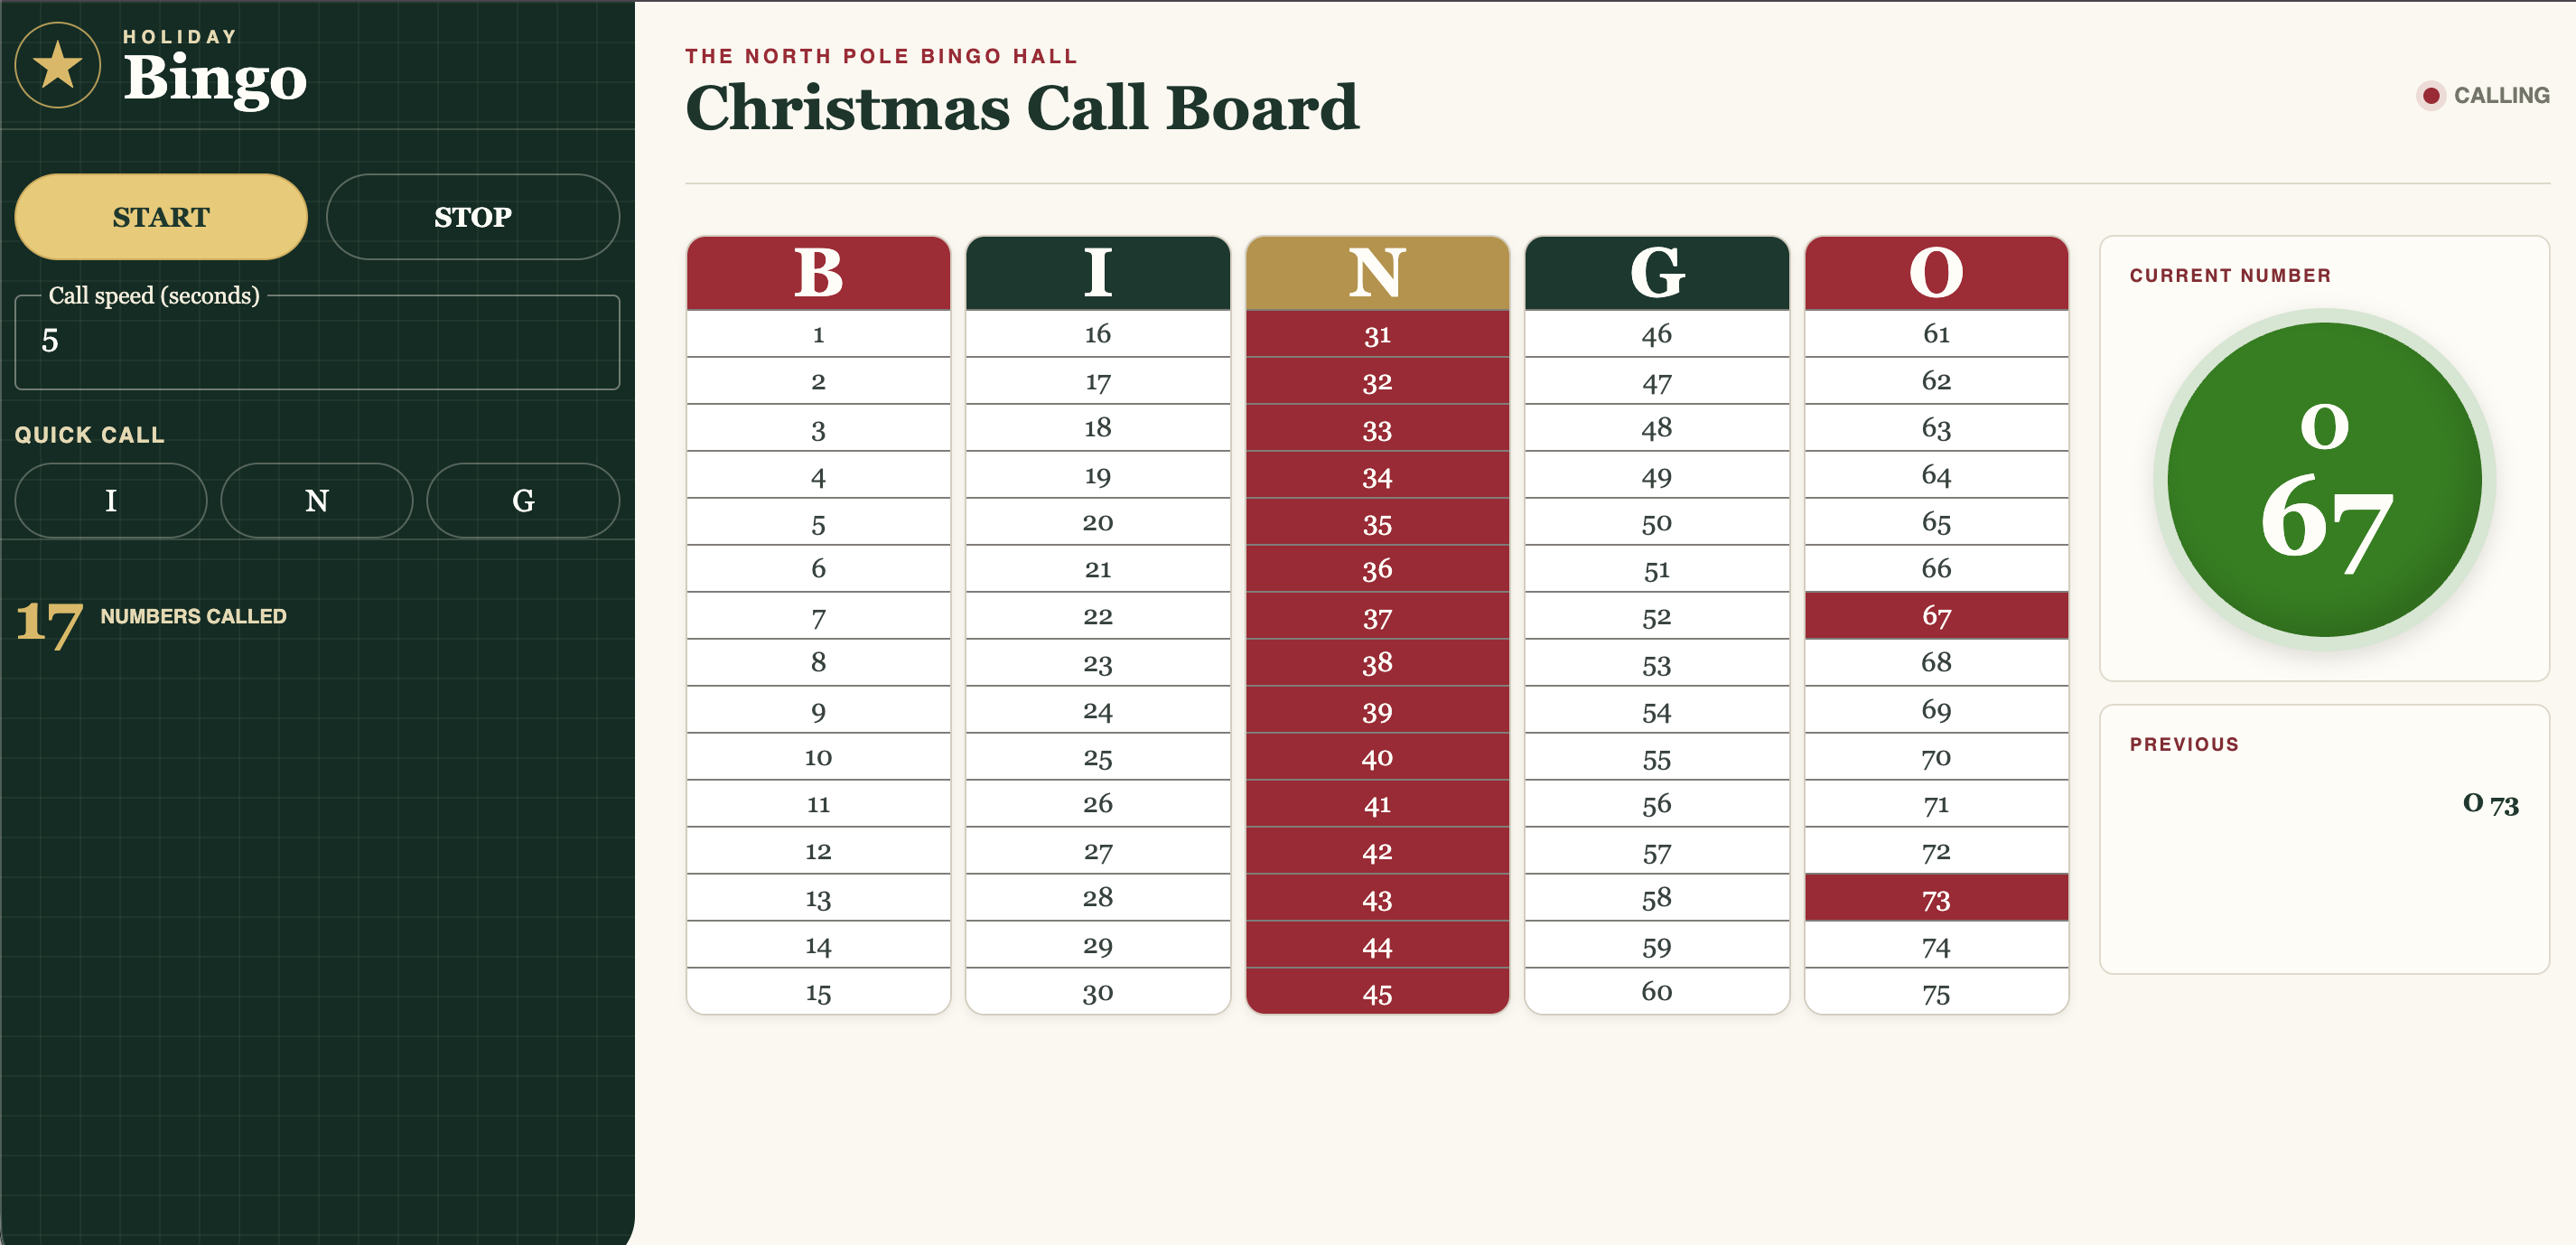 HOLIDAY
Bingo
START
STOP
Call speed (seconds)
5
QUICK CALL
I N G
17 NUMBERS CALLED
THE NORTH POLE BINGO HALL
Christmas Call Board
CALLING
B I N G O
1 16 31 46 61
2 17 32 47 62
3 18 33 48 63
4 19 34 49 64
5 20 35 50 65
6 21 36 51 66
7 22 37 52 67
8 23 38 53 68
9 24 39 54 69
10 25 40 55 70
11 26 41 56 71
12 27 42 57 72
13 28 43 58 73
14 29 44 59 74
15 30 45 60 75
CURRENT NUMBER
O
67
PREVIOUS
O 73